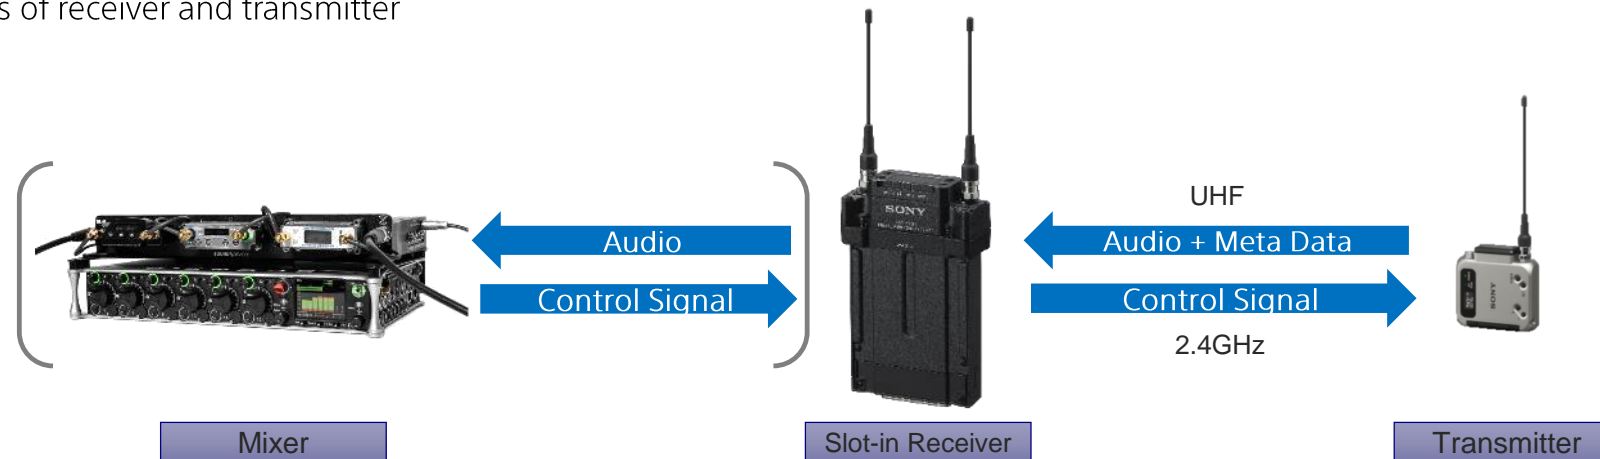 s of receiver and transmitter
UHF
Audio
Audio + Meta Data
Control Signal
Control Signal
2.4GHz
SONY
SONY
Mixer
Slot-in Receiver
Transmitter